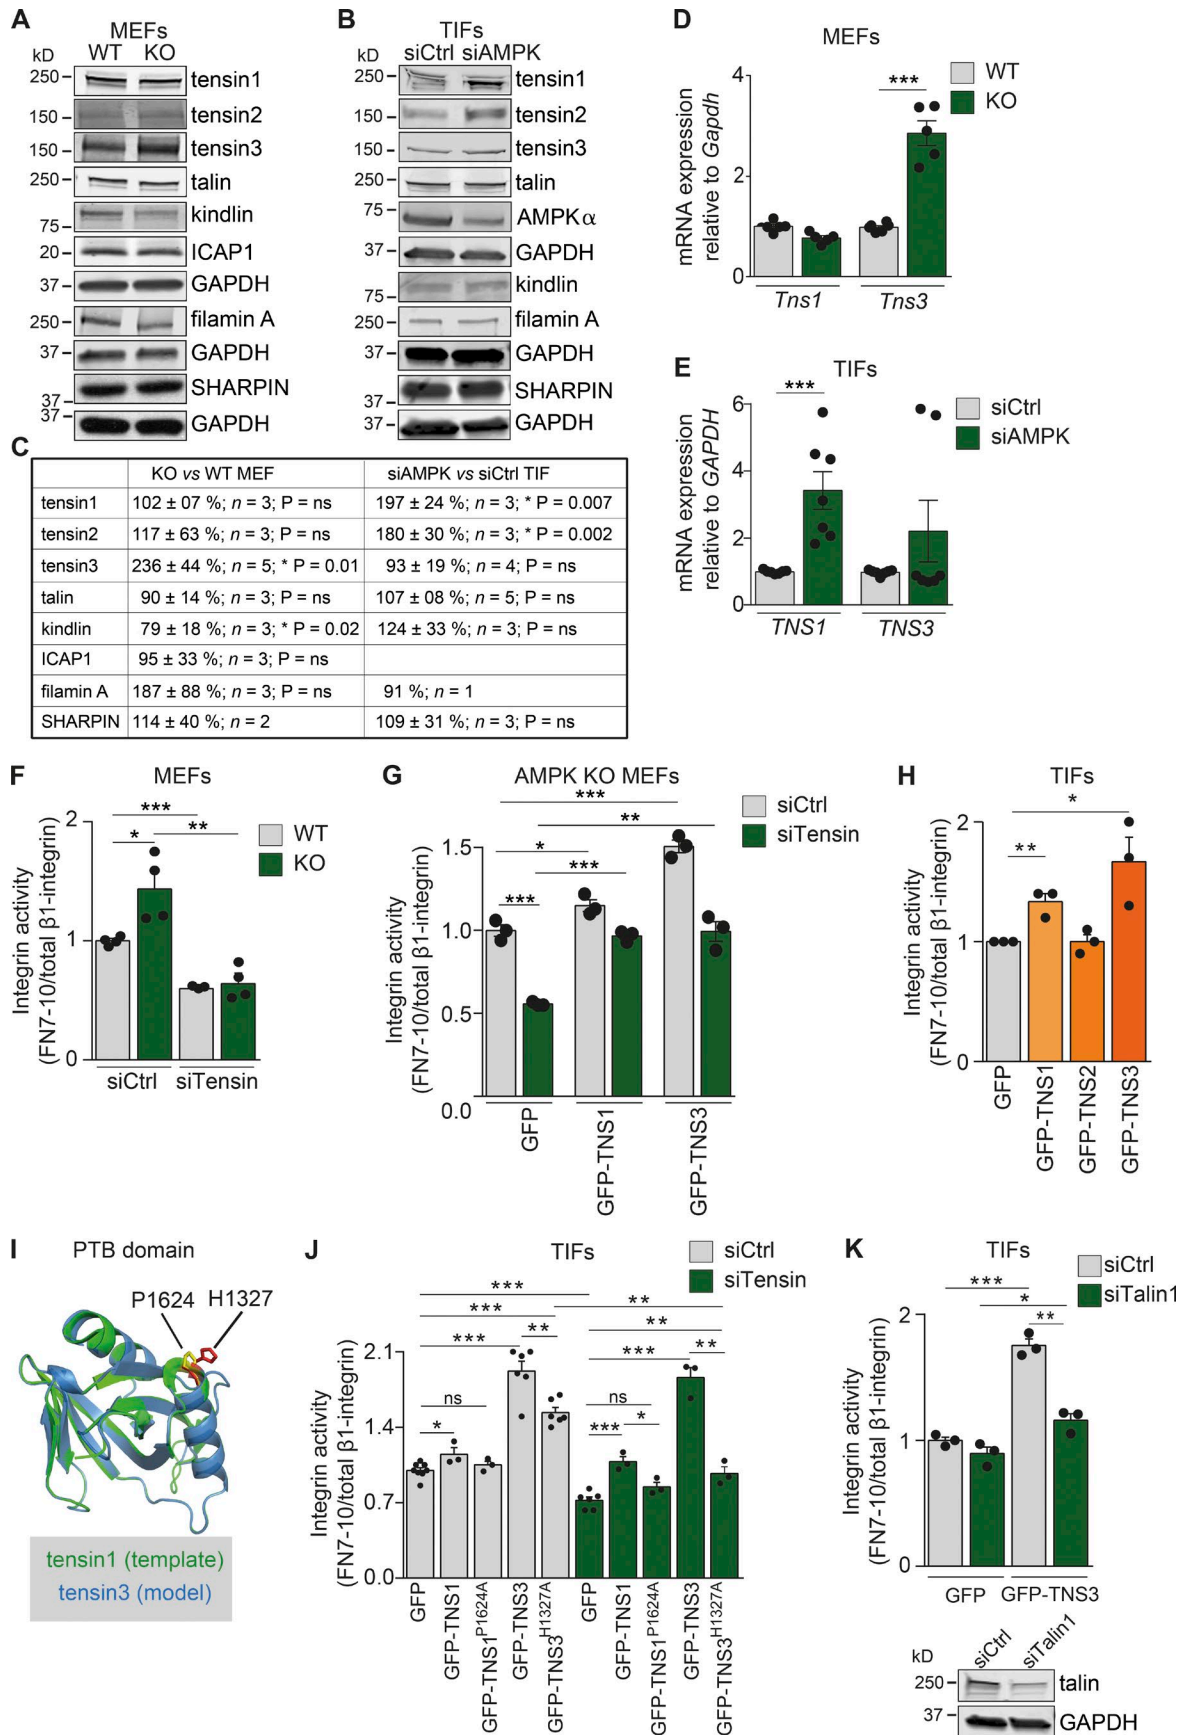 A
MEFs
kD WT KO
250 tensin1
150 tensin2
150 tensin3
250 talin
75 kindlin
20 ICAP1
37 GAPDH
250 filamin A
37 GAPDH
37 SHARPIN
37 GAPDH
B
TIFs
kD siCtrl siAMPK
250 tensin1
150 tensin2
150 tensin3
250 talin
75 AMPKα
37 GAPDH
75 kindlin
250 filamin A
37 GAPDH
37 SHARPIN
37 GAPDH
C
KO vs WT MEF siAMPK vs siCtrl TIF
tensin1 102 ± 07 %; n = 3; P = ns 197 ± 24 %; n = 3; * P = 0.007
tensin2 117 ± 63 %; n = 3; P = ns 180 ± 30 %; n = 3; * P = 0.002
tensin3 236 ± 44 %; n = 5; * P = 0.01 93 ± 19 %; n = 4; P = ns
talin 90 ± 14 %; n = 3; P = ns 107 ± 08 %; n = 5; P = ns
kindlin 79 ± 18 %; n = 3; * P = 0.02 124 ± 33 %; n = 3; P = ns
ICAP1 95 ± 33 %; n = 3; P = ns
filamin A 187 ± 88 %; n = 3; P = ns 91 %; n = 1
SHARPIN 114 ± 40 %; n = 2 109 ± 31 %; n = 3; P = ns
D
MEFs
WT
KO
***
mRNA expression
relative to Gapdh
4
2
0
Tns1 Tns3
E
TIFs
siCtrl
siAMPK
***
mRNA expression
relative to GAPDH
6
4
2
0
TNS1 TNS3
F
MEFs
WT
KO
***
* **
Integrin activity
(FN7-10/total β1-integrin)
2
1
0
siCtrl siTensin
G
AMPK KO MEFs
siCtrl
siTensin
***
**
*
***
***
Integrin activity
(FN7-10/total β1-integrin)
1.5
1.0
0.5
0.0
GFP
GFP-TNS1
GFP-TNS3
H
TIFs
*
**
Integrin activity
(FN7-10/total β1-integrin)
2
1
0
GFP
GFP-TNS1
GFP-TNS2
GFP-TNS3
I
PTB domain
P1624 H1327
tensin1 (template)
tensin3 (model)
J
TIFs
siCtrl
siTensin
***
*** **
*** ** **
*** **
ns ns
* *** *
Integrin activity
(FN7-10/total β1-integrin)
2.1
1.4
0.7
0.0
GFP
GFP-TNS1
GFP-TNS1P1624A
GFP-TNS3
GFP-TNS3H1327A
GFP
GFP-TNS1
GFP-TNS1P1624A
GFP-TNS3
GFP-TNS3H1327A
K
TIFs
siCtrl
siTalin1
***
*
**
Integrin activity
(FN7-10/total β1-integrin)
2
1
0
GFP GFP-TNS3
kD siCtrl siTalin1
250 talin
37 GAPDH